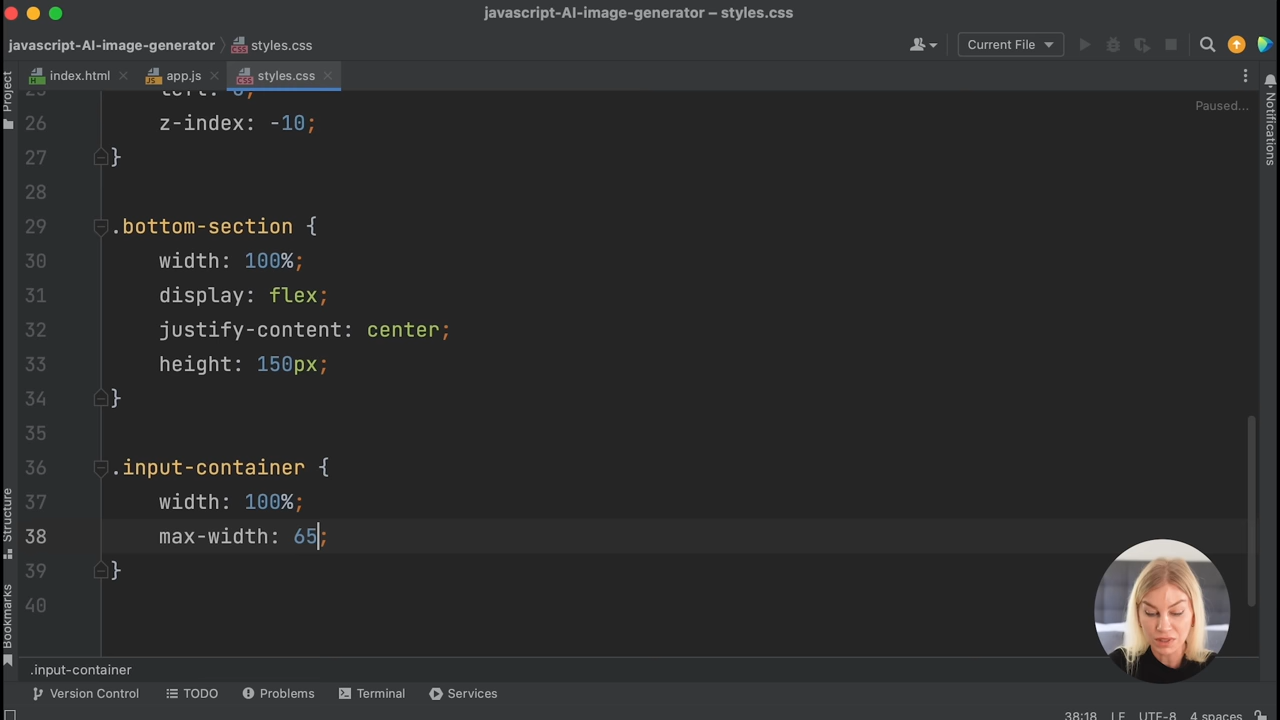 javascript-AI-image-generator – styles.css
javascript-AI-image-generator
styles.css
Current File
index.html
app.js
styles.css
Project
Notifications
Paused...
26 z-index: -10;
27 }
28
29 .bottom-section {
30 width: 100%;
31 display: flex;
32 justify-content: center;
33 height: 150px;
34 }
35
36 .input-container {
37 width: 100%;
38 max-width: 65;
39 }
40
Structure
Bookmarks
.input-container
Version Control
TODO
Problems
Terminal
Services
38:18 LF UTF-8 4 spaces